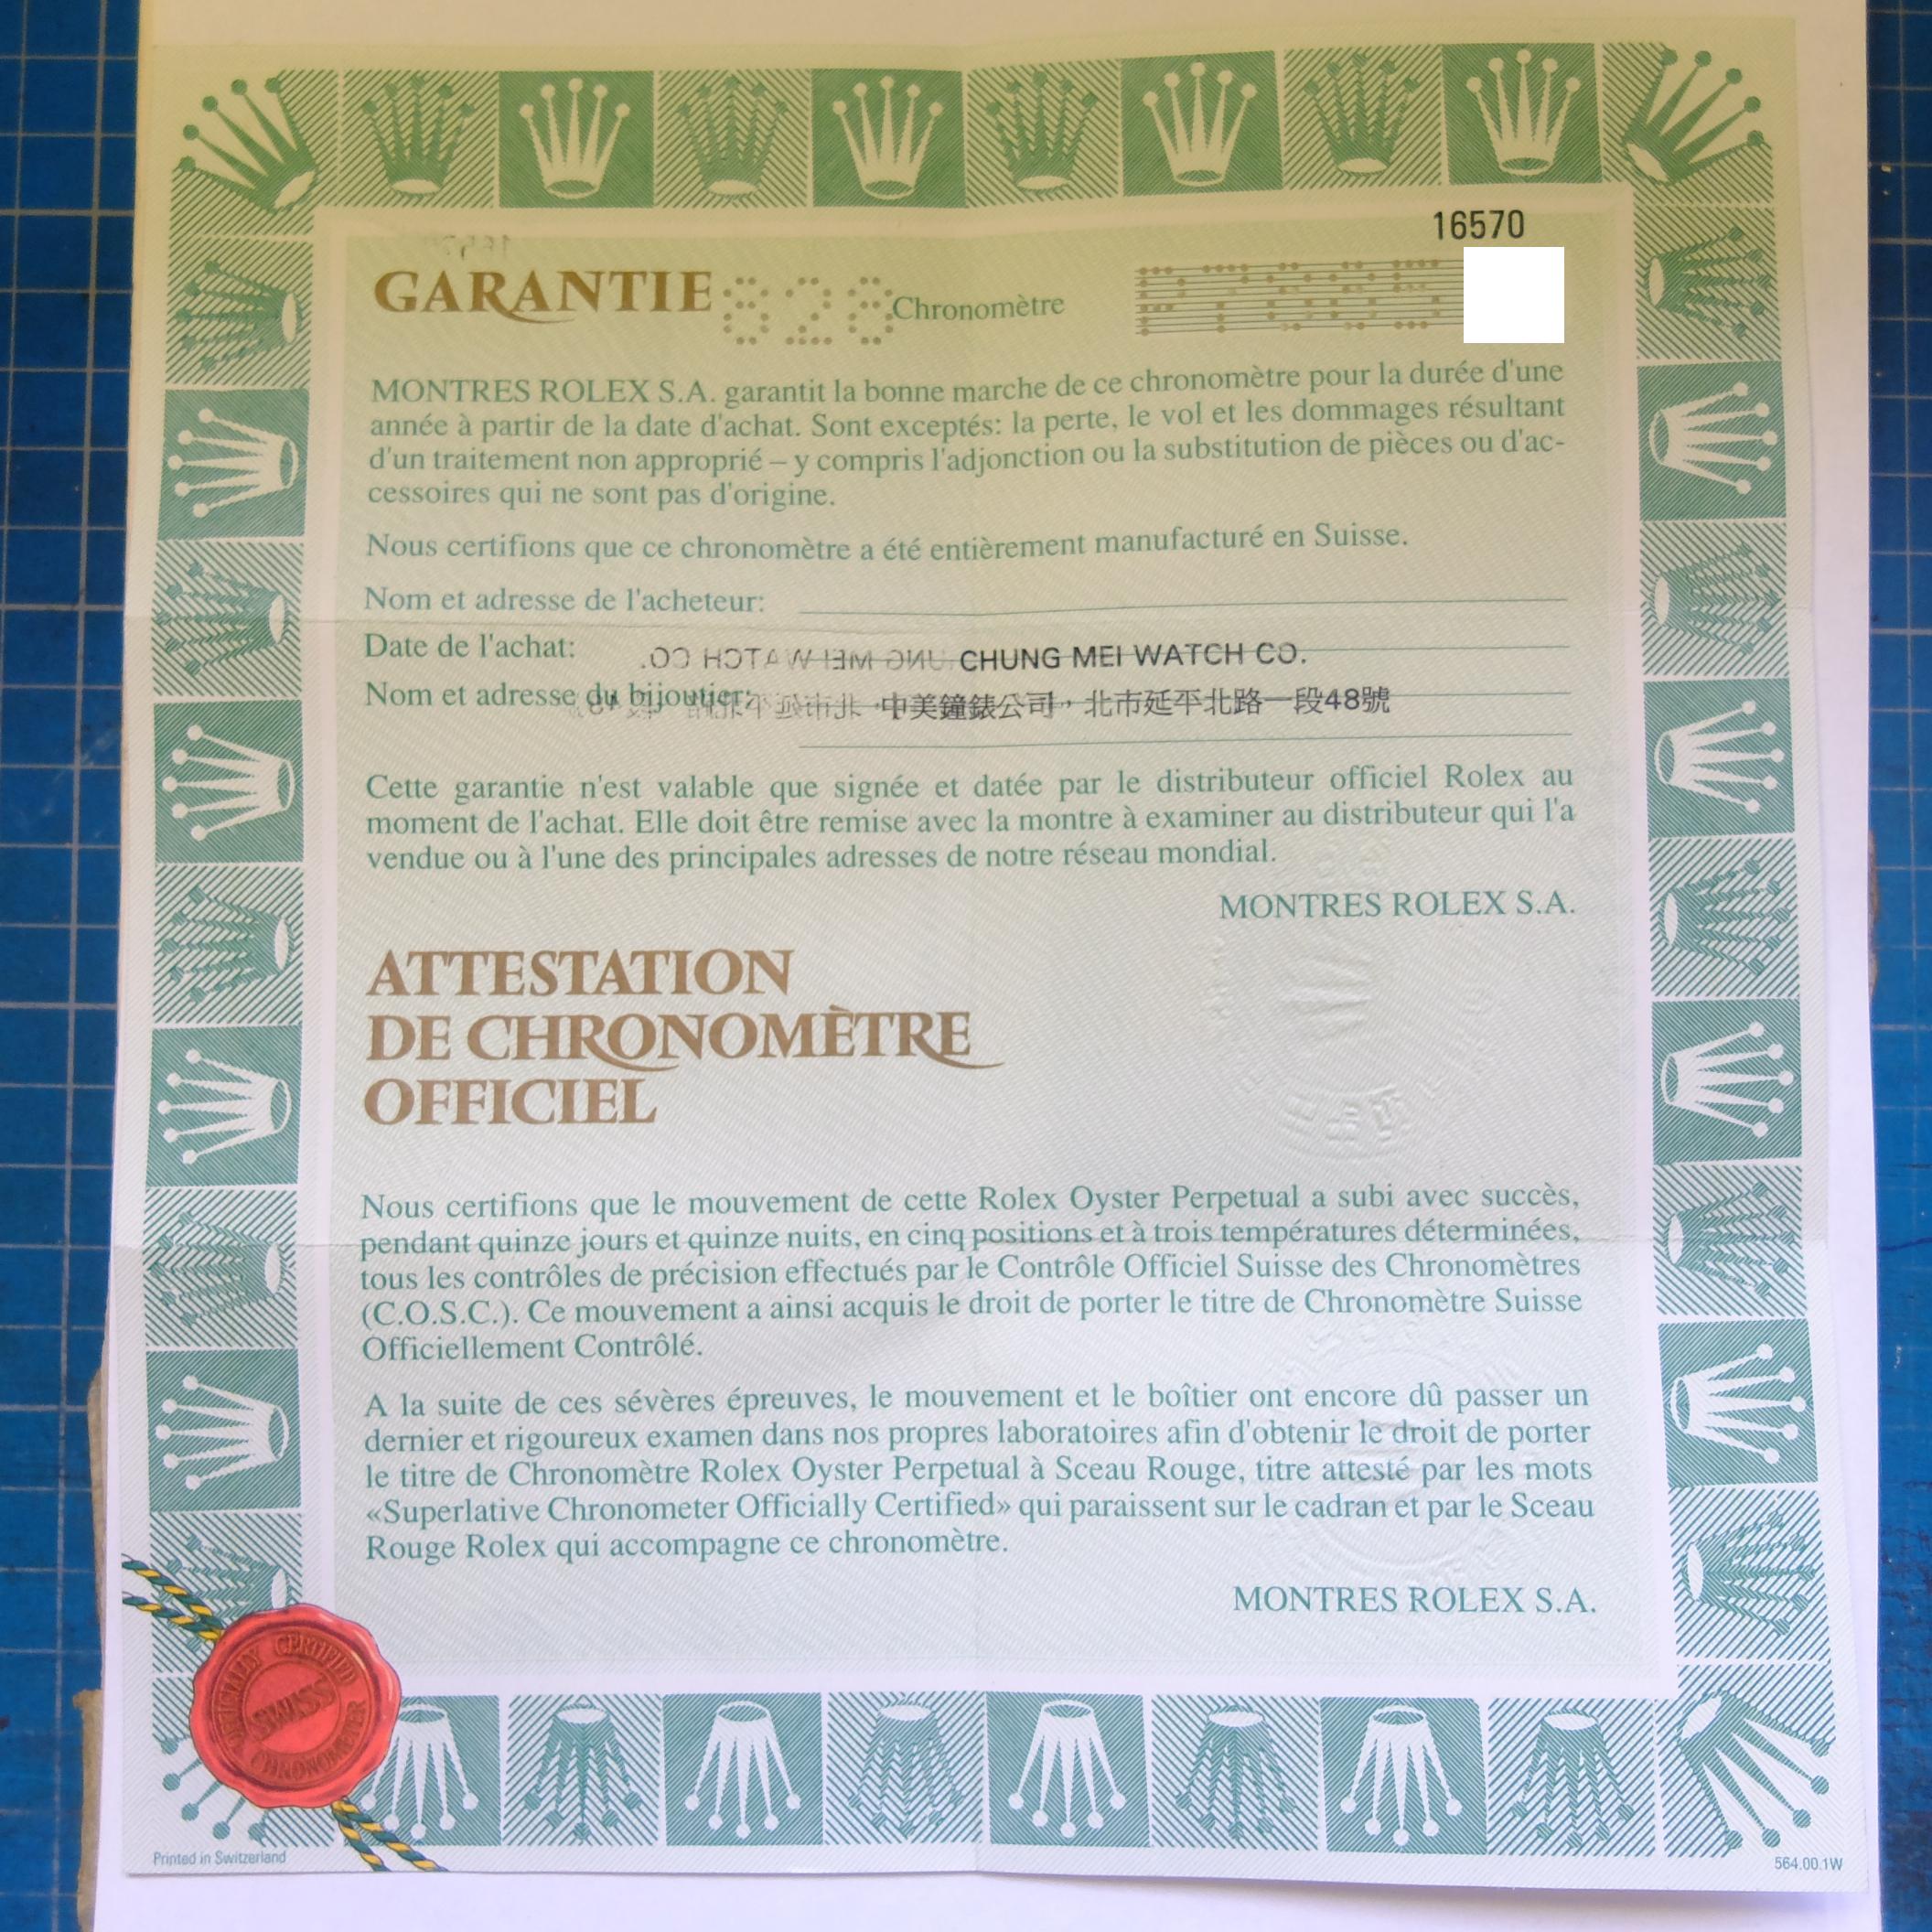 16570
GARANTIE 828 Chronomètre
MONTRES ROLEX S.A. garantit la bonne marche de ce chronomètre pour la durée d'une
année à partir de la date d'achat. Sont exceptés: la perte, le vol et les dommages résultant
d'un traitement non approprié – y compris l'adjonction ou la substitution de pièces ou d'ac-
cessoires qui ne sont pas d'origine.
Nous certifions que ce chronomètre a été entièrement manufacturé en Suisse.
Nom et adresse de l'acheteur:
Date de l'achat: CHUNG MEI WATCH CO.
Nom et adresse du bijoutier: 中美鐘錶公司，北市延平北路一段48號
Cette garantie n'est valable que signée et datée par le distributeur officiel Rolex au
moment de l'achat. Elle doit être remise avec la montre à examiner au distributeur qui l'a
vendue ou à l'une des principales adresses de notre réseau mondial.
MONTRES ROLEX S.A.
ATTESTATION
DE CHRONOMÈTRE
OFFICIEL
Nous certifions que le mouvement de cette Rolex Oyster Perpetual a subi avec succès,
pendant quinze jours et quinze nuits, en cinq positions et à trois températures déterminées,
tous les contrôles de précision effectués par le Contrôle Officiel Suisse des Chronomètres
(C.O.S.C.). Ce mouvement a ainsi acquis le droit de porter le titre de Chronomètre Suisse
Officiellement Contrôlé.
A la suite de ces sévères épreuves, le mouvement et le boîtier ont encore dû passer un
dernier et rigoureux examen dans nos propres laboratoires afin d'obtenir le droit de porter
le titre de Chronomètre Rolex Oyster Perpetual à Sceau Rouge, titre attesté par les mots
«Superlative Chronometer Officially Certified» qui paraissent sur le cadran et par le Sceau
Rouge Rolex qui accompagne ce chronomètre.
MONTRES ROLEX S.A.
OFFICIALLY CERTIFIED
SWISS
CHRONOMETER
Printed in Switzerland
564.00.1W